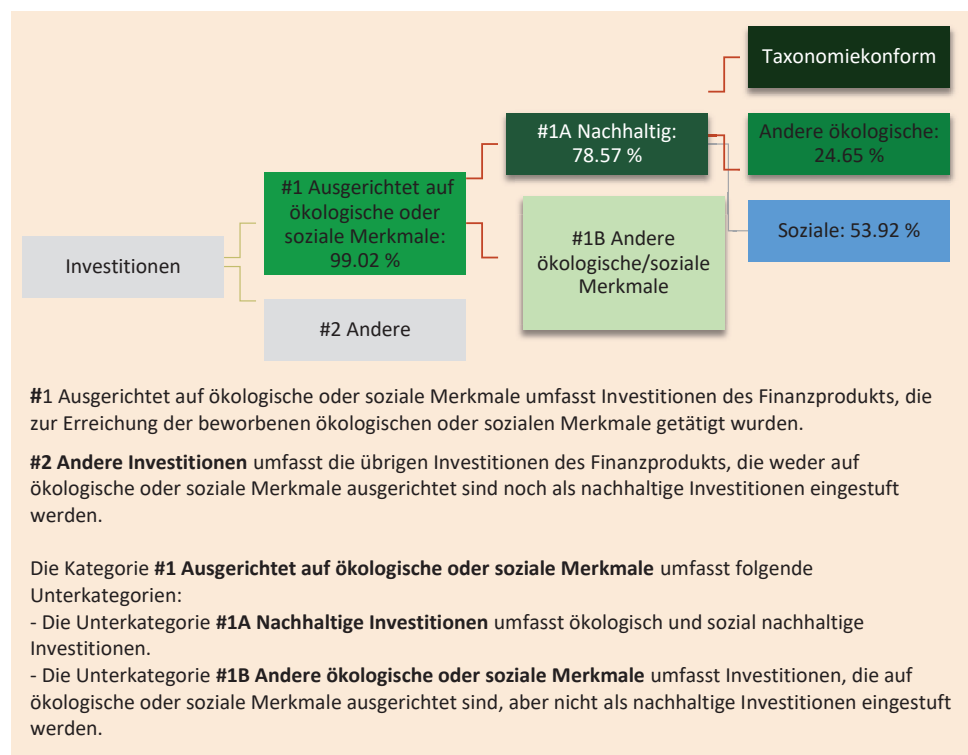 Taxonomiekonform
#1A Nachhaltig:
78.57 %
Andere ökologische:
24.65 %
#1 Ausgerichtet auf
ökologische oder
soziale Merkmale:
99.02 %
Soziale: 53.92 %
#1B Andere
ökologische/soziale
Merkmale
Investitionen
#2 Andere
#1 Ausgerichtet auf ökologische oder soziale Merkmale umfasst Investitionen des Finanzprodukts, die
zur Erreichung der beworbenen ökologischen oder sozialen Merkmale getätigt wurden.
#2 Andere Investitionen umfasst die übrigen Investitionen des Finanzprodukts, die weder auf
ökologische oder soziale Merkmale ausgerichtet sind noch als nachhaltige Investitionen eingestuft
werden.
Die Kategorie #1 Ausgerichtet auf ökologische oder soziale Merkmale umfasst folgende
Unterkategorien:
- Die Unterkategorie #1A Nachhaltige Investitionen umfasst ökologisch und sozial nachhaltige
Investitionen.
- Die Unterkategorie #1B Andere ökologische oder soziale Merkmale umfasst Investitionen, die auf
ökologische oder soziale Merkmale ausgerichtet sind, aber nicht als nachhaltige Investitionen eingestuft
werden.